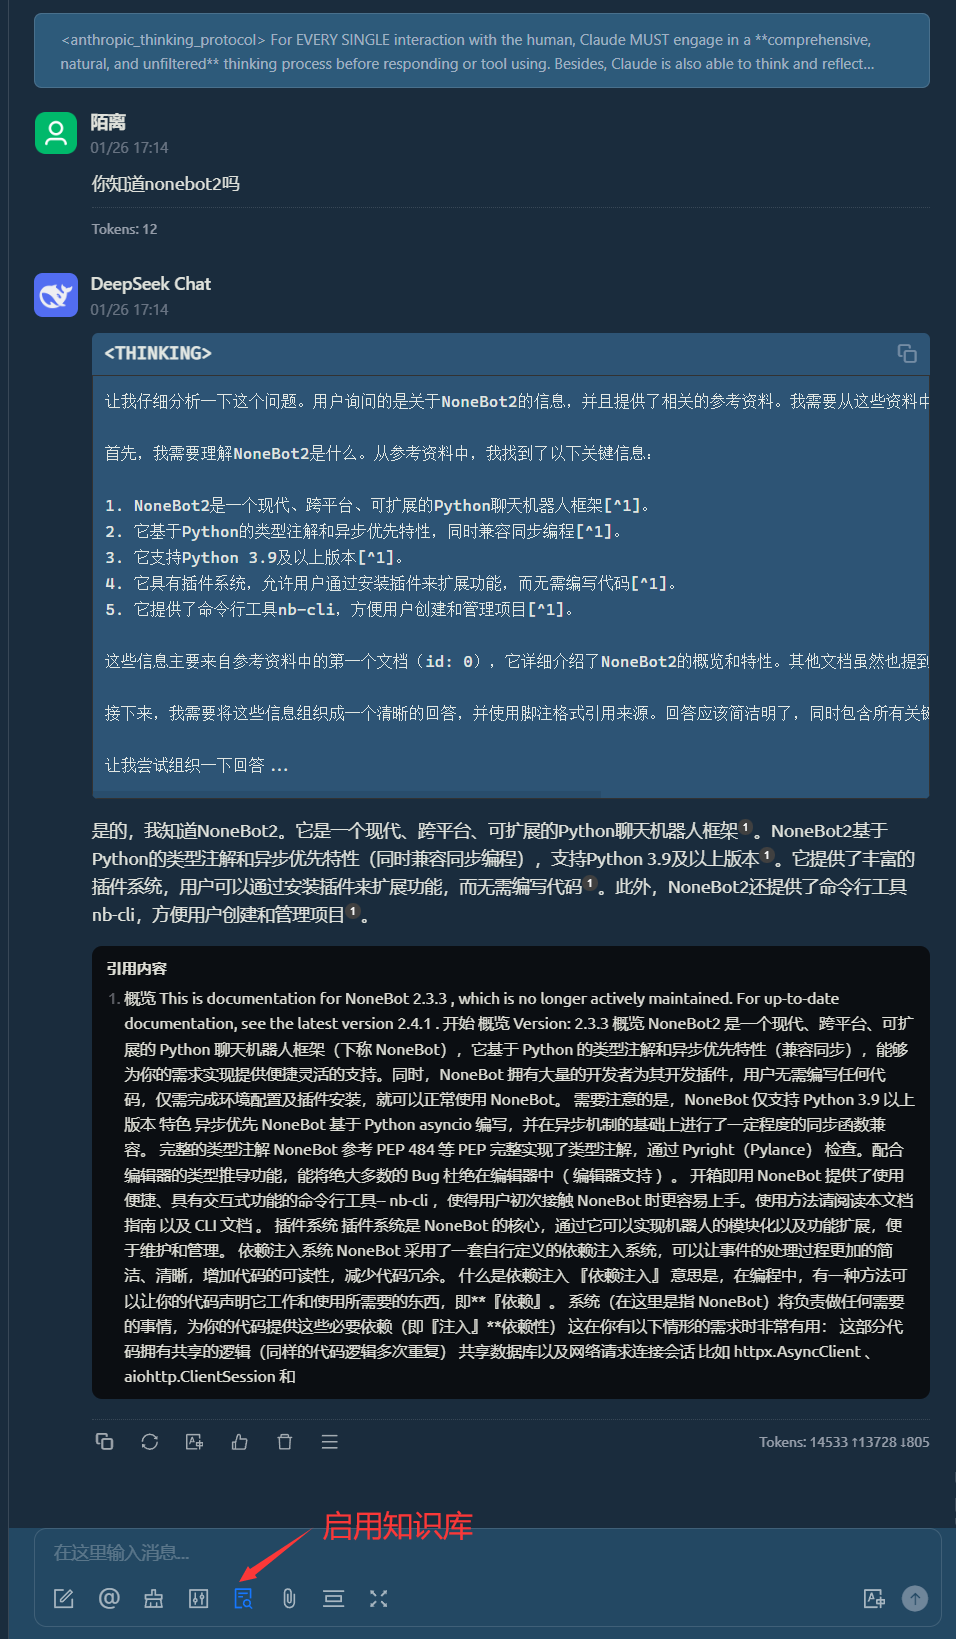 <anthropic_thinking_protocol> For EVERY SINGLE interaction with the human, Claude MUST engage in a **comprehensive,
natural, and unfiltered** thinking process before responding or tool using. Besides, Claude is also able to think and reflect...
陌离
01/26 17:14
你知道nonebot2吗
Tokens: 12
DeepSeek Chat
01/26 17:14
<THINKING>
让我仔细分析一下这个问题。用户询问的是关于NoneBot2的信息，并且提供了相关的参考资料。我需要从这些资料中
首先，我需要理解NoneBot2是什么。从参考资料中，我找到了以下关键信息：
1. NoneBot2是一个现代、跨平台、可扩展的Python聊天机器人框架[^1]。
2. 它基于Python的类型注解和异步优先特性，同时兼容同步编程[^1]。
3. 它支持Python 3.9及以上版本[^1]。
4. 它具有插件系统，允许用户通过安装插件来扩展功能，而无需编写代码[^1]。
5. 它提供了命令行工具nb-cli，方便用户创建和管理项目[^1]。
这些信息主要来自参考资料中的第一个文档（id: 0），它详细介绍了NoneBot2的概览和特性。其他文档虽然也提到
接下来，我需要将这些信息组织成一个清晰的回答，并使用脚注格式引用来源。回答应该简洁明了，同时包含所有关键
让我尝试组织一下回答 ...
是的，我知道NoneBot2。它是一个现代、跨平台、可扩展的Python聊天机器人框架1。NoneBot2基于
Python的类型注解和异步优先特性（同时兼容同步编程），支持Python 3.9及以上版本1。它提供了丰富的
插件系统，用户可以通过安装插件来扩展功能，而无需编写代码1。此外，NoneBot2还提供了命令行工具
nb-cli，方便用户创建和管理项目1。
引用内容
1. 概览 This is documentation for NoneBot 2.3.3 , which is no longer actively maintained. For up-to-date
documentation, see the latest version 2.4.1 . 开始 概览 Version: 2.3.3 概览 NoneBot2 是一个现代、跨平台、可扩
展的 Python 聊天机器人框架（下称 NoneBot），它基于 Python 的类型注解和异步优先特性（兼容同步），能够
为你的需求实现提供便捷灵活的支持。同时，NoneBot 拥有大量的开发者为其开发插件，用户无需编写任何代
码，仅需完成环境配置及插件安装，就可以正常使用 NoneBot。 需要注意的是，NoneBot 仅支持 Python 3.9 以上
版本 特色 异步优先 NoneBot 基于 Python asyncio 编写，并在异步机制的基础上进行了一定程度的同步函数兼
容。 完整的类型注解 NoneBot 参考 PEP 484 等 PEP 完整实现了类型注解，通过 Pyright（Pylance） 检查。配合
编辑器的类型推导功能，能将绝大多数的 Bug 杜绝在编辑器中（ 编辑器支持 ）。 开箱即用 NoneBot 提供了使用
便捷、具有交互式功能的命令行工具-- nb-cli ，使得用户初次接触 NoneBot 时更容易上手。使用方法请阅读本文档
指南 以及 CLI 文档 。 插件系统 插件系统是 NoneBot 的核心，通过它可以实现机器人的模块化以及功能扩展，便
于维护和管理。 依赖注入系统 NoneBot 采用了一套自行定义的依赖注入系统，可以让事件的处理过程更加的简
洁、清晰，增加代码的可读性，减少代码冗余。 什么是依赖注入 『依赖注入』 意思是，在编程中，有一种方法可
以让你的代码声明它工作和使用所需要的东西，即**『依赖』。 系统（在这里是指 NoneBot）将负责做任何需要
的事情，为你的代码提供这些必要依赖（即『注入』**依赖性） 这在你有以下情形的需求时非常有用： 这部分代
码拥有共享的逻辑（同样的代码逻辑多次重复） 共享数据库以及网络请求连接会话 比如 httpx.AsyncClient 、
aiohttp.ClientSession 和
Tokens: 14533 ↑13728 ↓805
启用知识库
在这里输入消息...